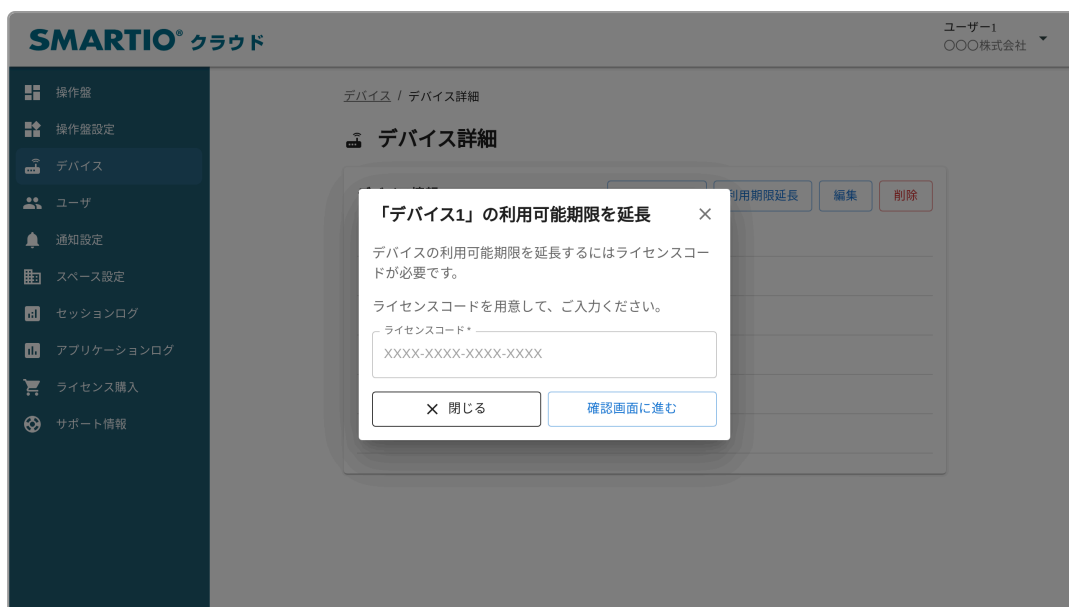 SMARTIO® クラウド
ユーザー1
〇〇〇株式会社
操作盤
操作盤設定
デバイス
ユーザ
通知設定
スペース設定
セッションログ
アプリケーションログ
ライセンス購入
サポート情報
デバイス / デバイス詳細
デバイス詳細
利用期限延長
編集
削除
「デバイス1」の利用可能期限を延長
デバイスの利用可能期限を延長するにはライセンスコー
ドが必要です。
ライセンスコードを用意して、ご入力ください。
ライセンスコード *
XXXX-XXXX-XXXX-XXXX
閉じる
確認画面に進む